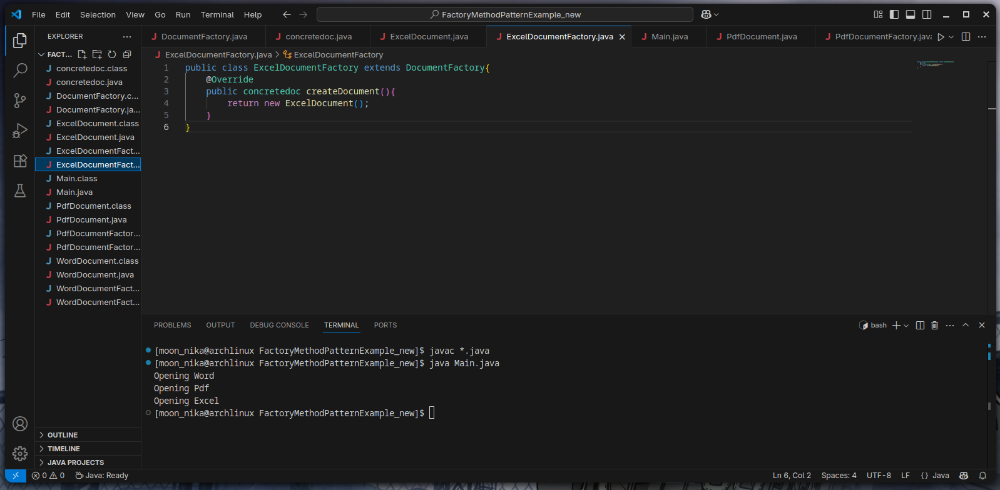 File Edit Selection View Go Run Terminal Help
FactoryMethodPatternExample_new
EXPLORER
DocumentFactory.java
concretedoc.java
ExcelDocument.java
ExcelDocumentFactory.java
Main.java
PdfDocument.java
PdfDocumentFactory.java
FACT...
concretedoc.class
concretedoc.java
DocumentFactory.c...
DocumentFactory.ja...
ExcelDocument.class
ExcelDocument.java
ExcelDocumentFact...
ExcelDocumentFact...
Main.class
Main.java
PdfDocument.class
PdfDocument.java
PdfDocumentFactor...
PdfDocumentFactor...
WordDocument.class
WordDocument.java
WordDocumentFact...
WordDocumentFact...
OUTLINE
TIMELINE
JAVA PROJECTS
ExcelDocumentFactory.java > ExcelDocumentFactory
1 public class ExcelDocumentFactory extends DocumentFactory{
2 @Override
3 public concretedoc createDocument(){
4 return new ExcelDocument();
5 }
6 }
PROBLEMS OUTPUT DEBUG CONSOLE TERMINAL PORTS
bash
[moon_nika@archlinux FactoryMethodPatternExample_new]$ javac *.java
[moon_nika@archlinux FactoryMethodPatternExample_new]$ java Main.java
Opening Word
Opening Pdf
Opening Excel
[moon_nika@archlinux FactoryMethodPatternExample_new]$
0 0 Java: Ready
Ln 6, Col 2 Spaces: 4 UTF-8 LF {} Java